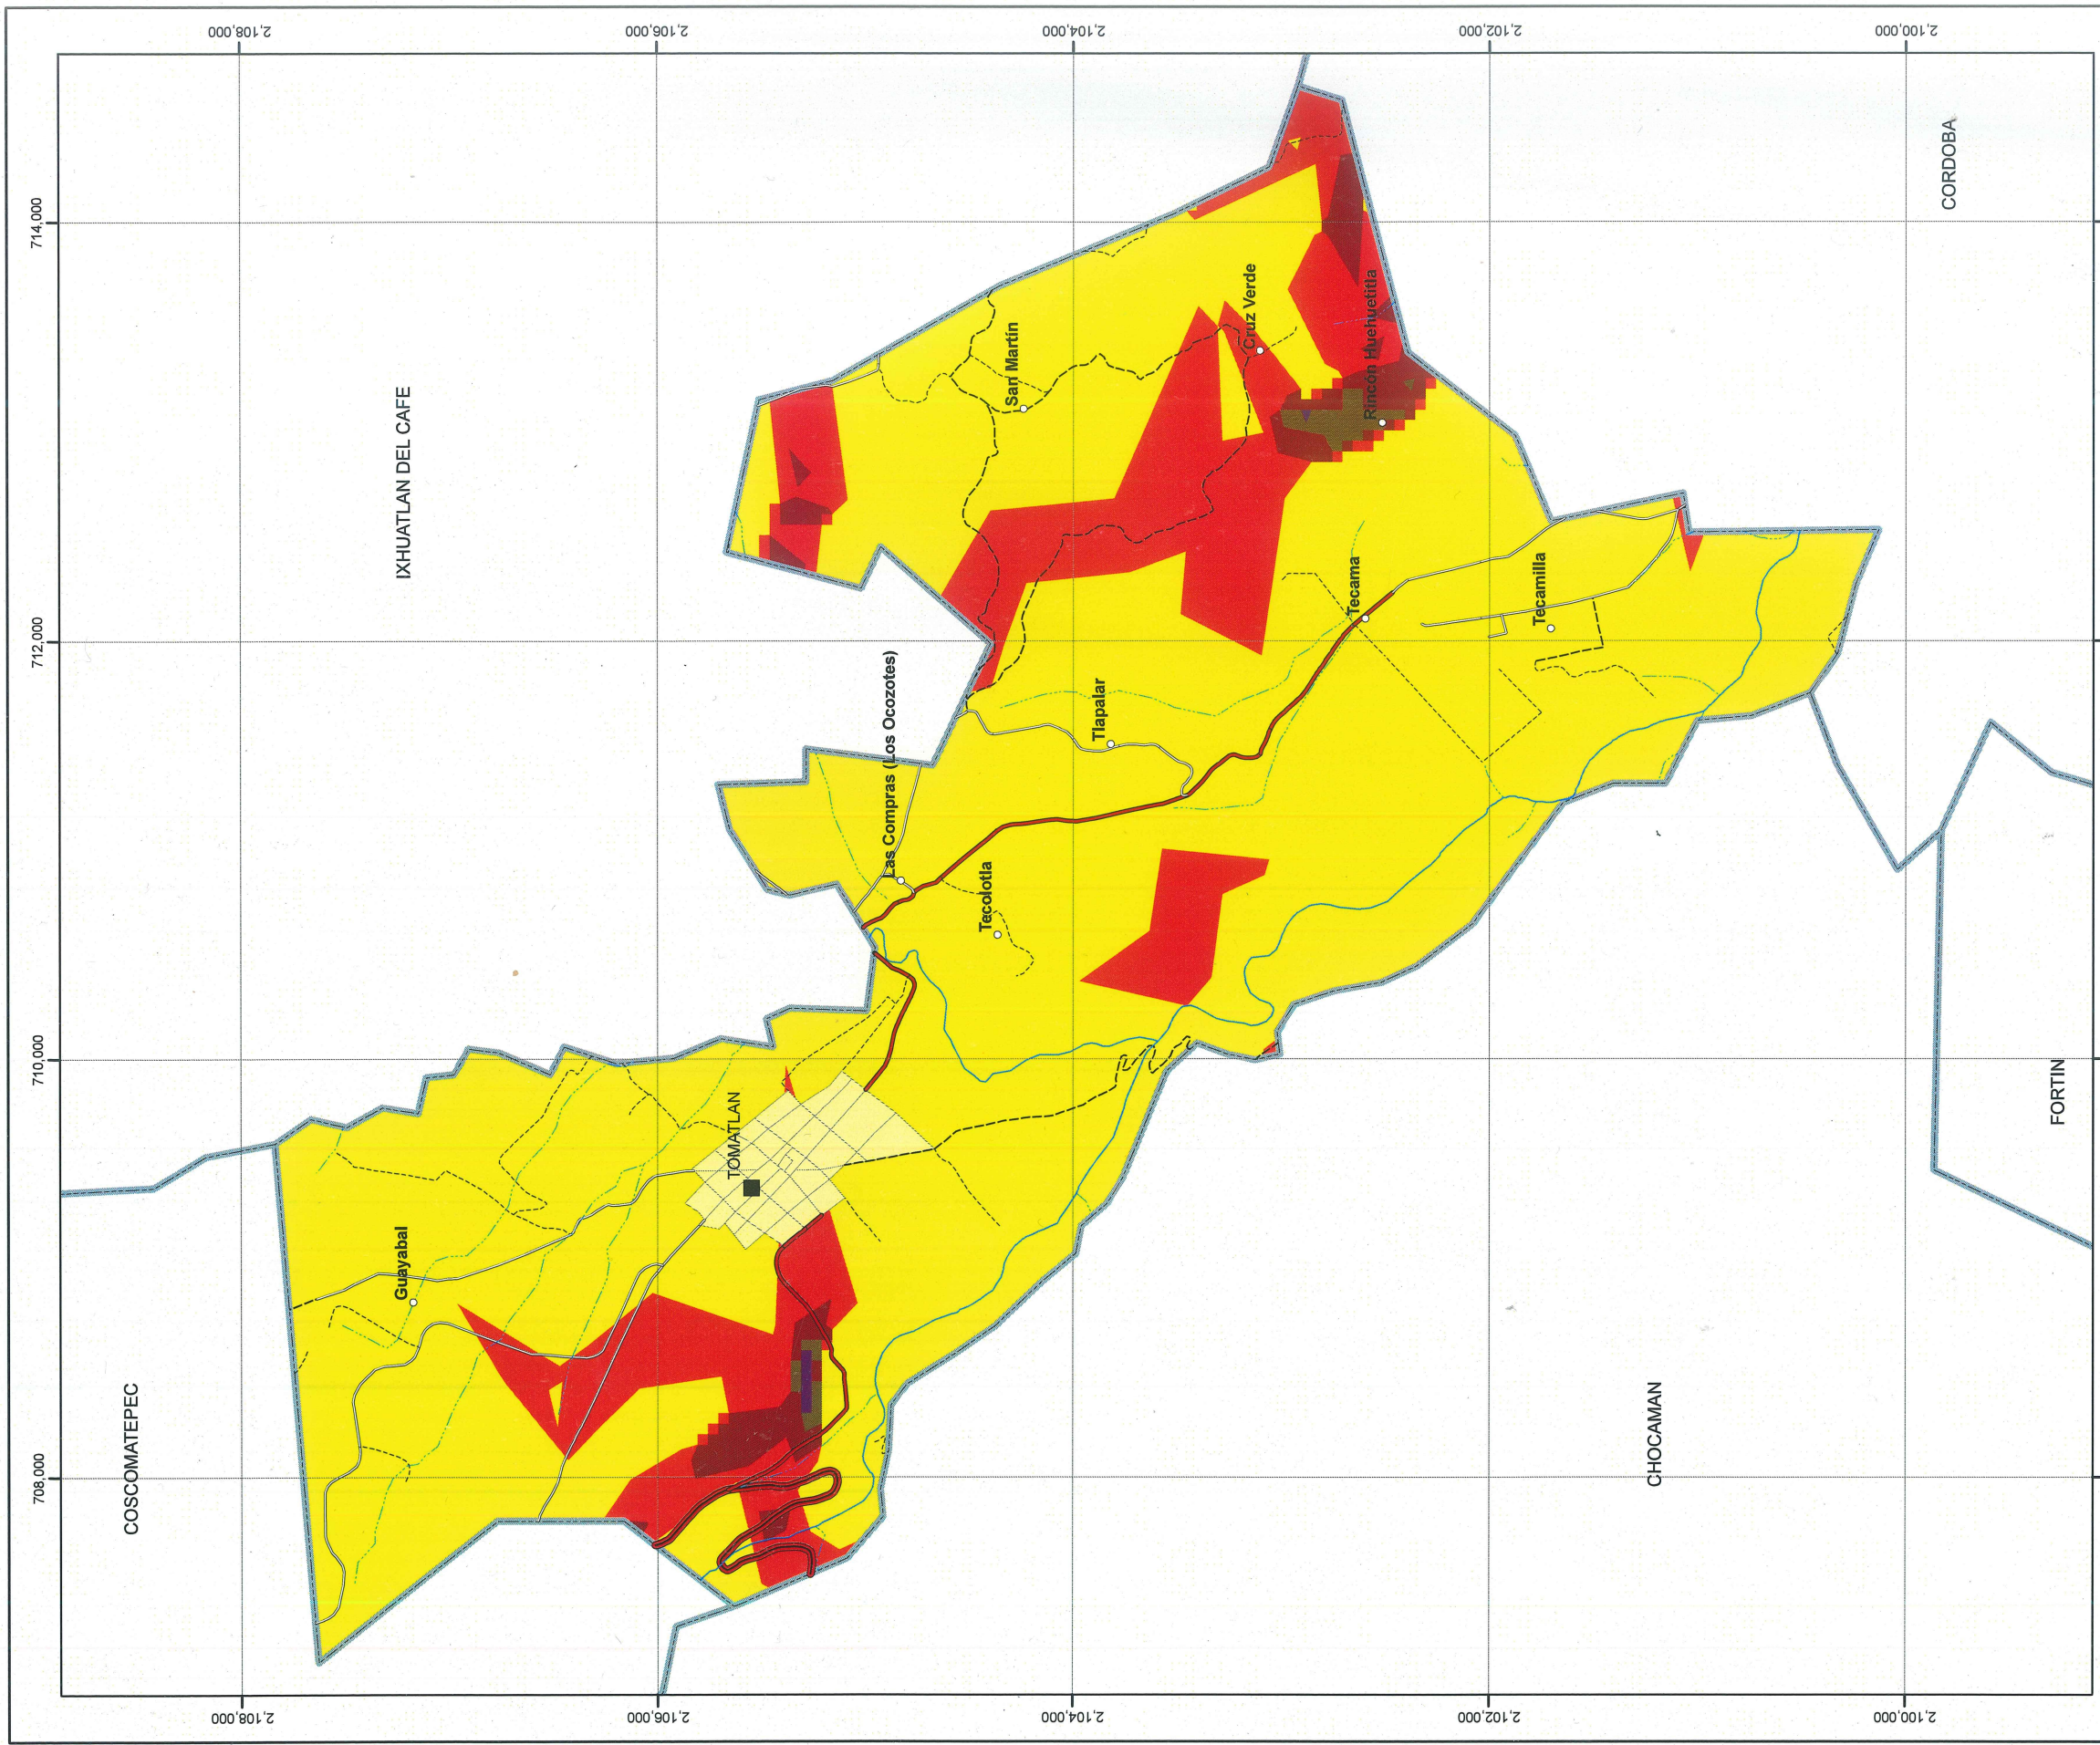 2,108,000
2,106,000
2,104,000
2,102,000
2,100,000
714,000
712,000
710,000
708,000
IXHUATLAN DEL CAFE
CORDOBA
San Martín
Cruz Verde
Rincón Huehuetitla
Tecama
Tecamilla
Las Compras (Los Ocozotes)
Tlapalar
Tecolotla
TOMATLAN
Guayabal
COSCOMATEPEC
CHOCAMAN
FORTIN
2,108,000
2,106,000
2,104,000
2,102,000
2,100,000